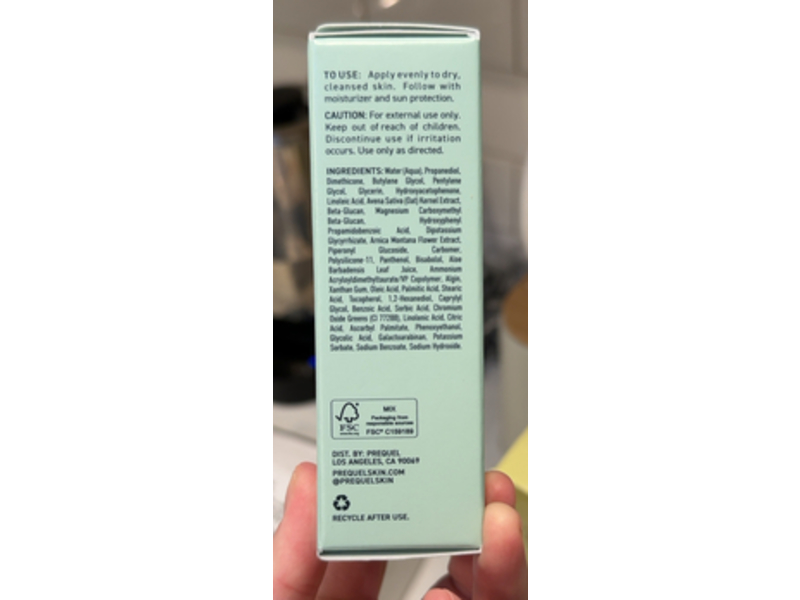 TO USE: Apply evenly to dry,
cleansed skin. Follow with
moisturizer and sun protection.
CAUTION: For external use only.
Keep out of reach of children.
Discontinue use if irritation
occurs. Use only as directed.
INGREDIENTS: Water (Aqua), Propanediol,
Dimethicone, Butylene Glycol, Pentylene
Glycol, Glycerin, Hydroxyacetophenone,
Linoleic Acid, Avena Sativa (Oat) Kernel Extract,
Beta-Glucan, Magnesium Carboxymethyl
Beta-Glucan, Hydroxyphenyl
Propamidobenzoic Acid, Dipotassium
Glycyrrhizate, Arnica Montana Flower Extract,
Piperonyl Glucoside, Carbomer,
Polysilicone-11, Panthenol, Bisabolol, Aloe
Barbadensis Leaf Juice, Ammonium
Acryloyldimethyltaurate/VP Copolymer, Algin,
Xanthan Gum, Oleic Acid, Palmitic Acid, Stearic
Acid, Tocopherol, 1,2-Hexanediol, Caprylyl
Glycol, Benzoic Acid, Sorbic Acid, Chromium
Oxide Greens (CI 77288), Linolenic Acid, Citric
Acid, Ascorbyl Palmitate, Phenoxyethanol,
Glycolic Acid, Galactoarabinan, Potassium
Sorbate, Sodium Benzoate, Sodium Hydroxide.
FSC
MIX
Packaging from
responsible sources
FSC® C159189
DIST. BY: PREQUEL
LOS ANGELES, CA 90069
PREQUELSKIN.COM
@PREQUELSKIN
RECYCLE AFTER USE.